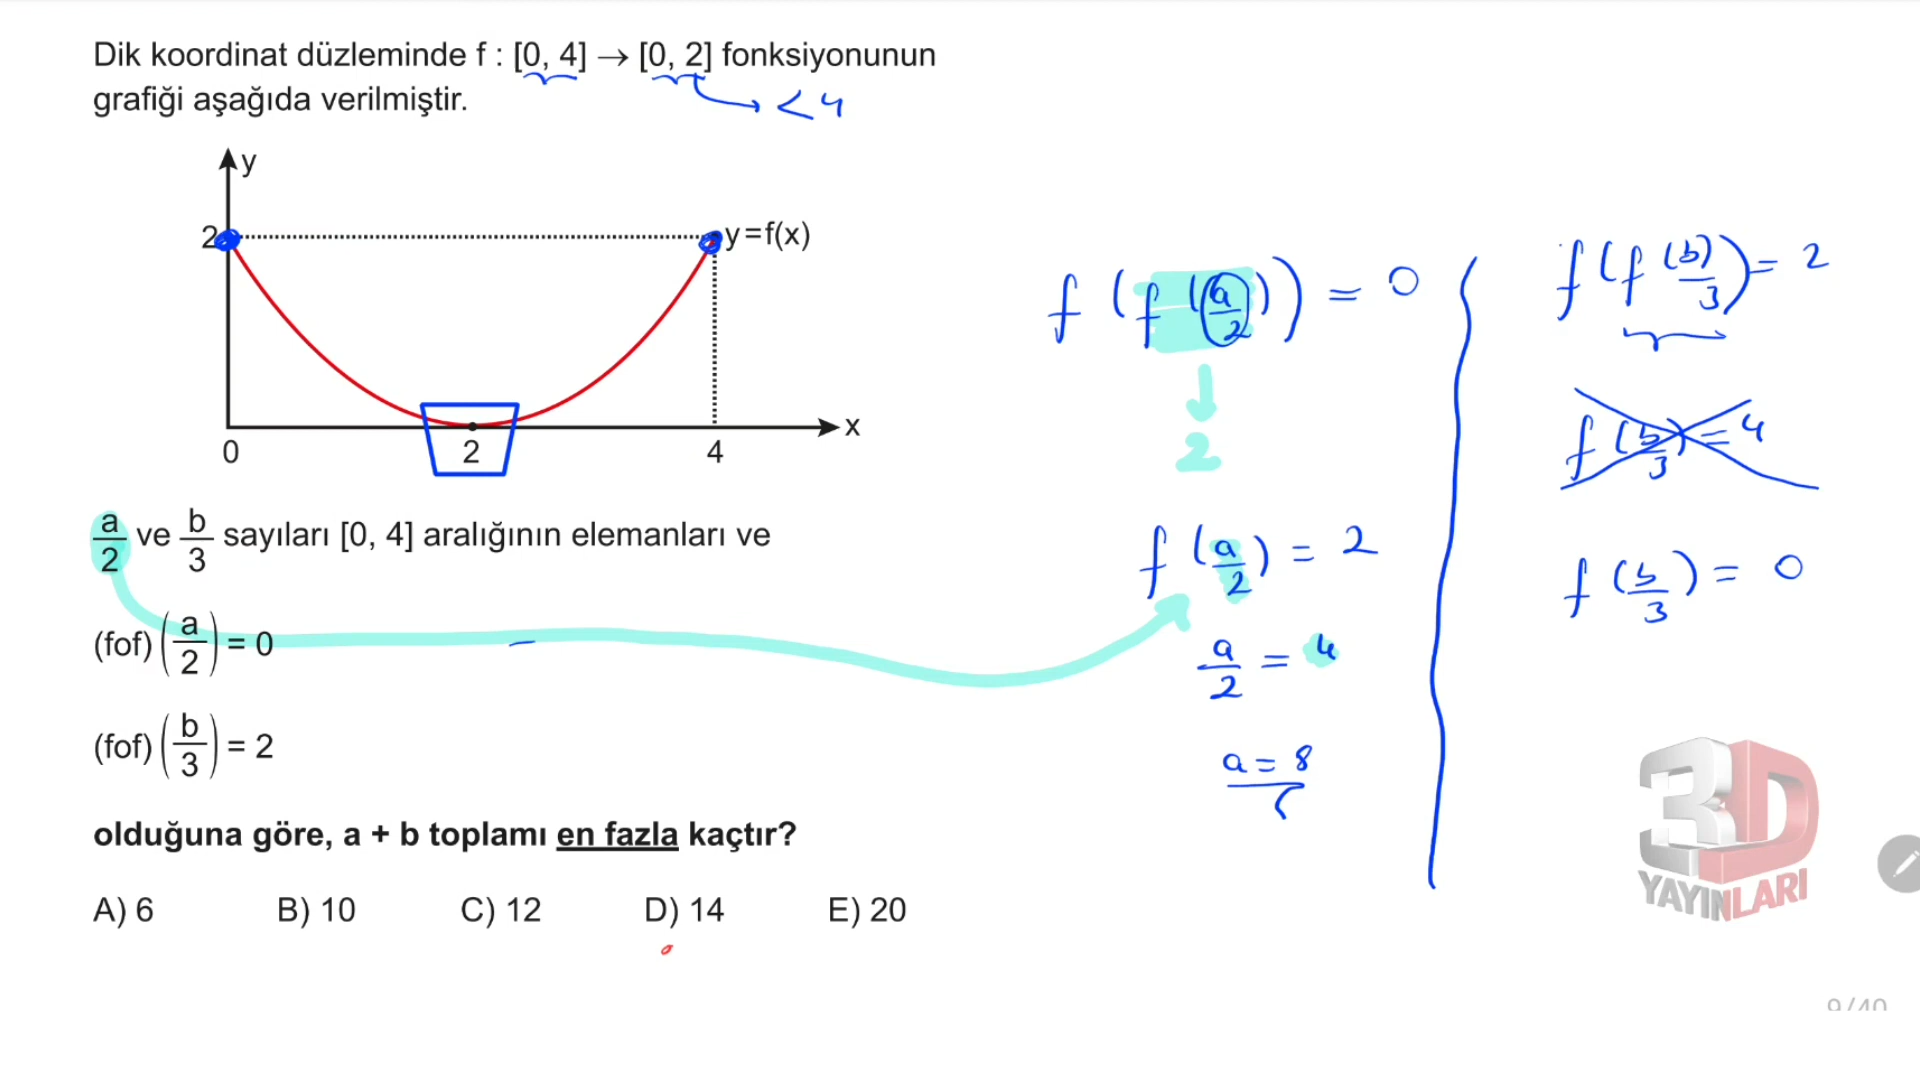 Dik koordinat düzleminde f : [0, 4] → [0, 2] fonksiyonunun
grafiği aşağıda verilmiştir.
< 4
y
2
y=f(x)
0
2
4
x
f(f(a/2)) = 0
f(f(b/3)) = 2
2
f(b/3) = 4
a/2 ve b/3 sayıları [0, 4] aralığının elemanları ve
f(a/2) = 2
f(b/3) = 0
(fof)(a/2) = 0
a/2 = 4
(fof)(b/3) = 2
a = 8
olduğuna göre, a + b toplamı en fazla kaçtır?
A) 6 B) 10 C) 12 D) 14 E) 20
3D
YAYINLARI
9/40